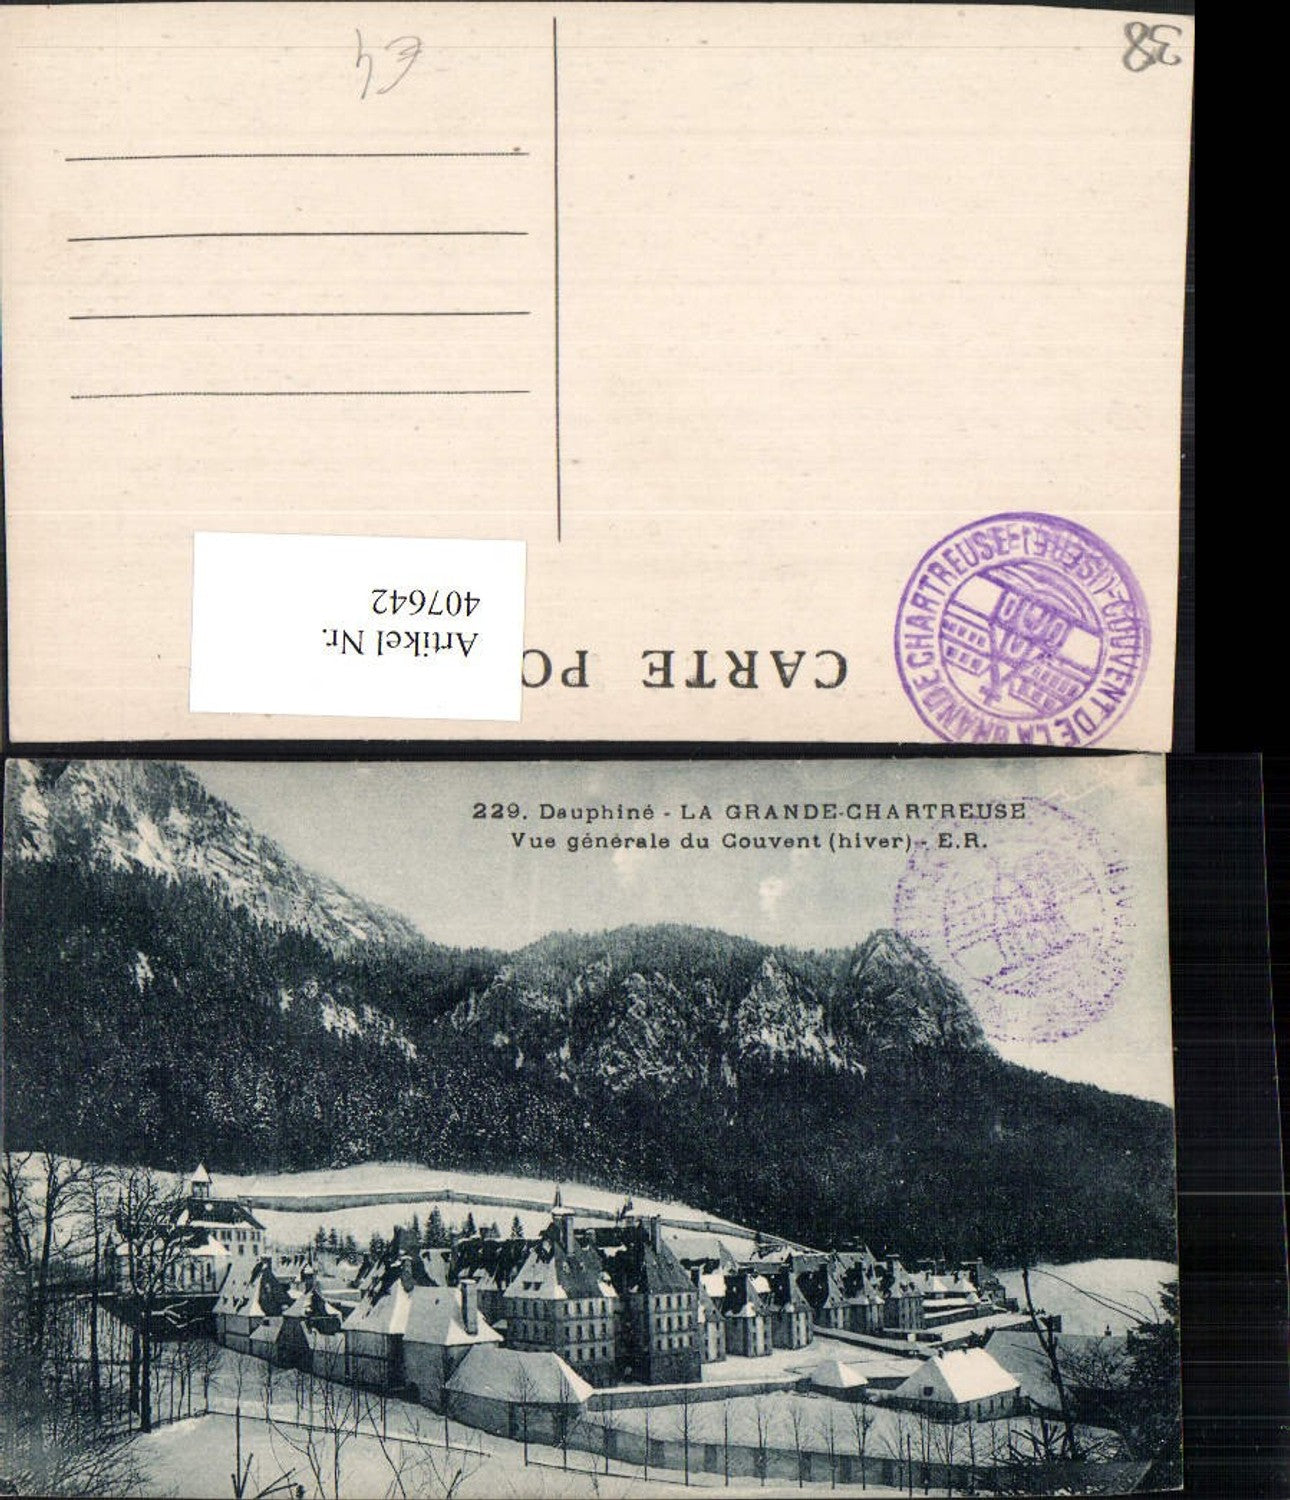 38
€4
COUVENT DE LA GRANDE CHARTREUSE (ISERE)
CARTE PO
Artikel Nr.
407642
229. Dauphiné - LA GRANDE-CHARTREUSE
Vue générale du Couvent (hiver) - E.R.